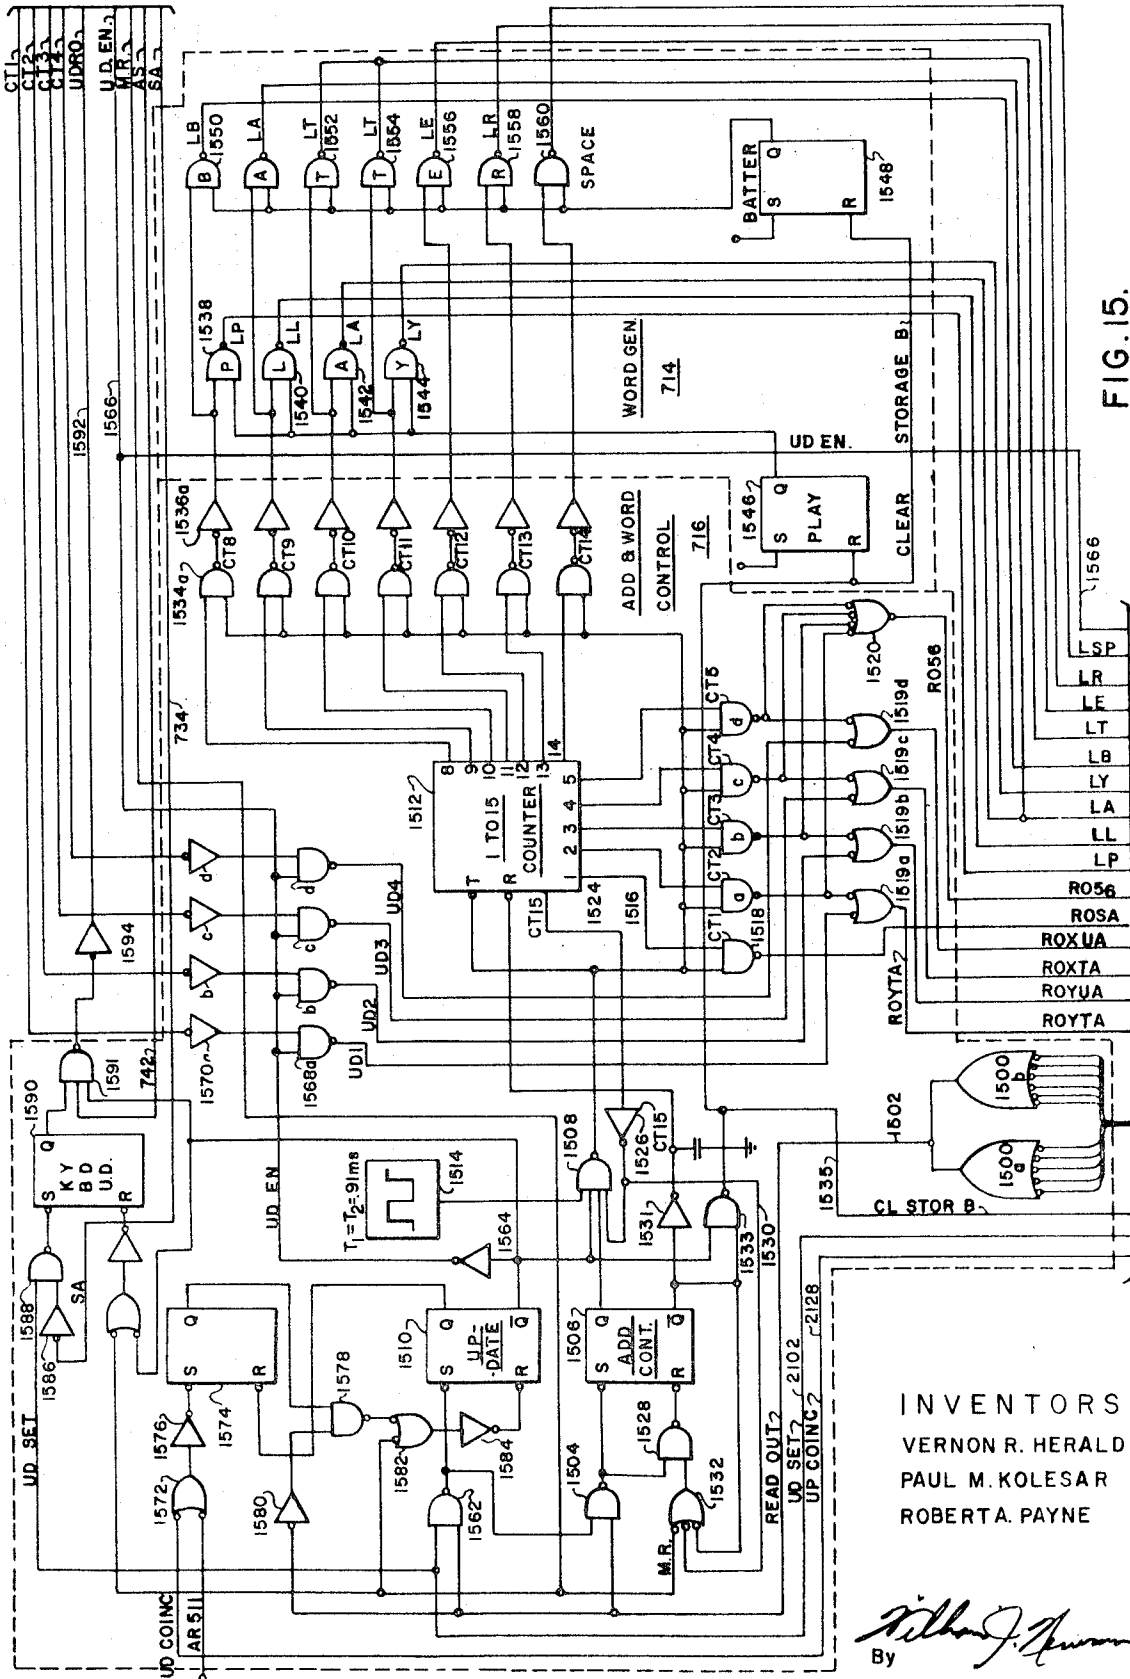 CT1
CT2
CT3
CT4
UDRO
U.D. EN.
M.R.
AS
SA
1592
1566
LB
1550
B
LA
A
LT
1552
T
LT
1554
T
LE
1556
E
LR
1558
R
1560
SPACE
BATTER
S
Q
R
1548
1538
LP
P
LL
L
1540
LA
A
1542
LY
Y
1544
WORD GEN.
714
UD EN.
CLEAR STORAGE B
FIG.15.
1536a
1534a
CT8
CT9
CT10
CT11
CT12
CT13
CT14
ADD & WORD
CONTROL
716
1546
S
Q
PLAY
R
734
1512
8
9
10
11
12
13
14
1 TO 15
COUNTER
T
R
CT15
1
2
3
4
5
1524
1516
CT1
CT2
CT3
CT4
CT5
1518
a
b
c
d
1520
RO56
1519d
1519c
1519b
1519a
ROYTA
1566
LSP
LR
LE
LT
LB
LY
LA
LL
LP
RO56
ROSA
ROXUA
ROXTA
ROYUA
ROYTA
1594
d
c
b
1570
d
c
b
1568a
UD4
UD3
UD2
UD1
1590
1591
742
S
Q
KY
BD
U.D.
R
1588
1586
SA
UD SET
UD EN
T1=T2=.91ms
1514
1508
1526
CT15
1564
1531
1533
1530
1535
1502
1500
a
1500
b
CL STOR B
1572
1576
1574
S
Q
R
1578
1580
1582
1584
1510
S
Q
UP-
-DATE
Q
R
1562
1504
1506
S
Q
ADD
CONT.
Q
R
1528
1532
M.R.
READ OUT
UD SET
2102
UP COINC
2128
UD COINC
AR511
INVENTORS
VERNON R. HERALD
PAUL M. KOLESAR
ROBERT A. PAYNE
By